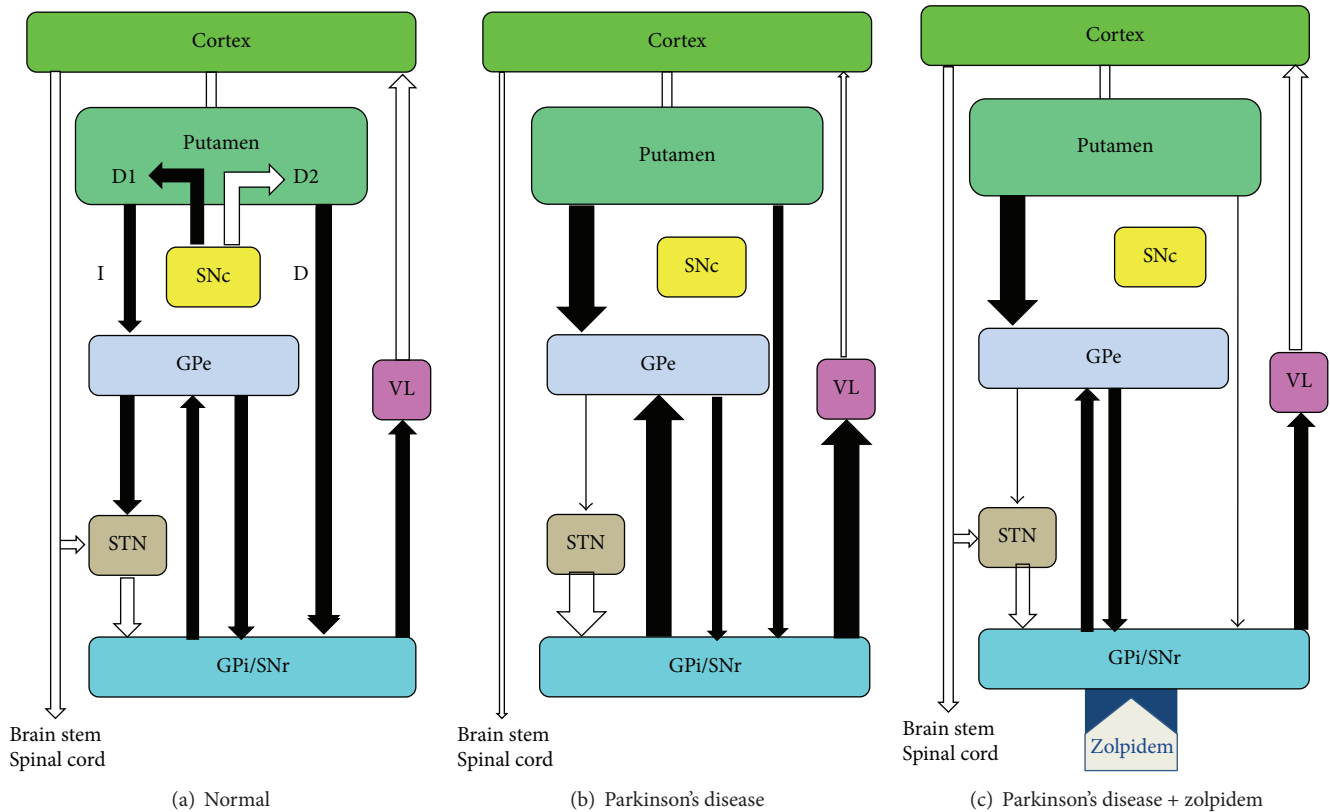 Cortex
Putamen
D1
D2
I
SNc
D
GPe
VL
STN
GPi/SNr
Brain stem
Spinal cord
(a) Normal
Cortex
Putamen
SNc
GPe
VL
STN
GPi/SNr
Brain stem
Spinal cord
(b) Parkinson's disease
Cortex
Putamen
SNc
GPe
VL
STN
GPi/SNr
Brain stem
Spinal cord
Zolpidem
(c) Parkinson's disease + zolpidem